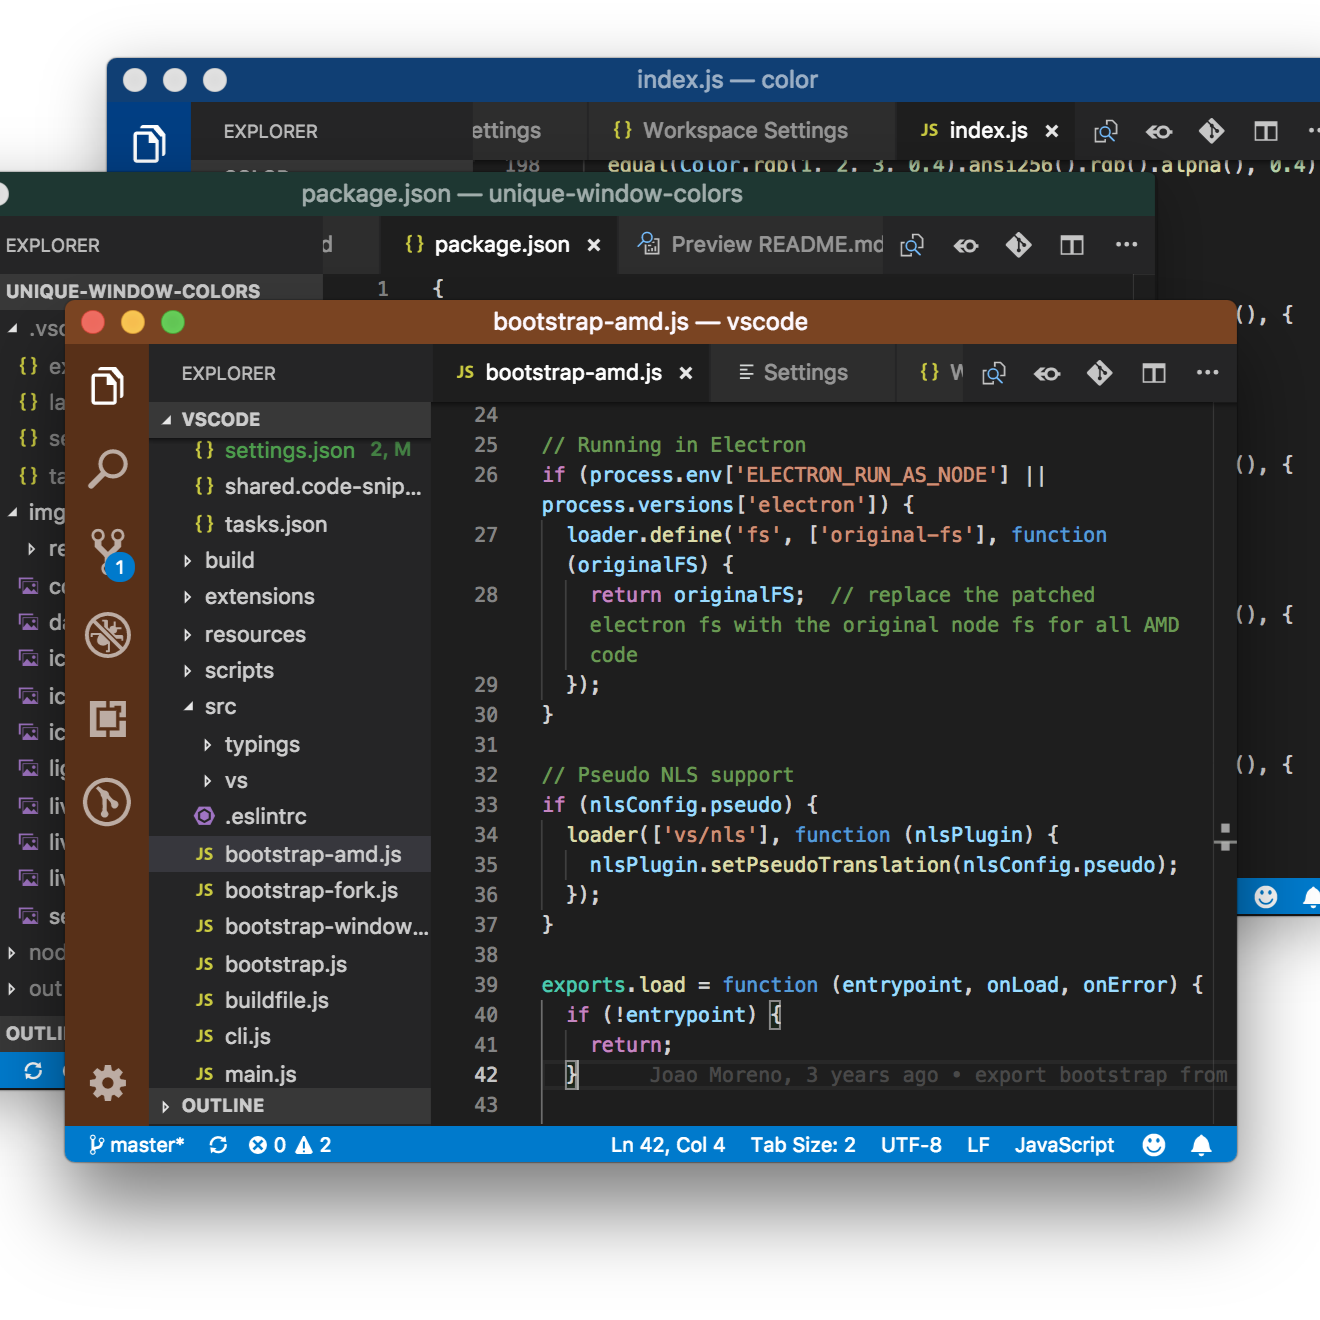 index.js — color
EXPLORER
ettings
{} Workspace Settings
JS index.js ×
198 equal(Color.rgb(1, 2, 3, 0.4).ansi256().rgb().alpha(), 0.4)
package.json — unique-window-colors
EXPLORER
d
{} package.json ×
Preview README.md
UNIQUE-WINDOW-COLORS
1 {
.vsc
{} ex
{} la
{} se
{} ta
img
re
co
da
ic
ic
ic
lig
liv
liv
liv
se
nod
out
OUTLI
(), {
(), {
(), {
(), {
bootstrap-amd.js — vscode
EXPLORER
JS bootstrap-amd.js ×
Settings
{} W
VSCODE
{} settings.json 2, M
{} shared.code-snip...
{} tasks.json
build
extensions
resources
scripts
src
typings
vs
.eslintrc
JS bootstrap-amd.js
JS bootstrap-fork.js
JS bootstrap-window...
JS bootstrap.js
JS buildfile.js
JS cli.js
JS main.js
OUTLINE
24
25 // Running in Electron
26 if (process.env['ELECTRON_RUN_AS_NODE'] ||
process.versions['electron']) {
27 loader.define('fs', ['original-fs'], function
(originalFS) {
28 return originalFS;  // replace the patched
electron fs with the original node fs for all AMD
code
29 });
30 }
31
32 // Pseudo NLS support
33 if (nlsConfig.pseudo) {
34 loader(['vs/nls'], function (nlsPlugin) {
35 nlsPlugin.setPseudoTranslation(nlsConfig.pseudo);
36 });
37 }
38
39 exports.load = function (entrypoint, onLoad, onError) {
40 if (!entrypoint) {
41 return;
42 } Joao Moreno, 3 years ago • export bootstrap from
43
1
master* 0 2 Ln 42, Col 4 Tab Size: 2 UTF-8 LF JavaScript